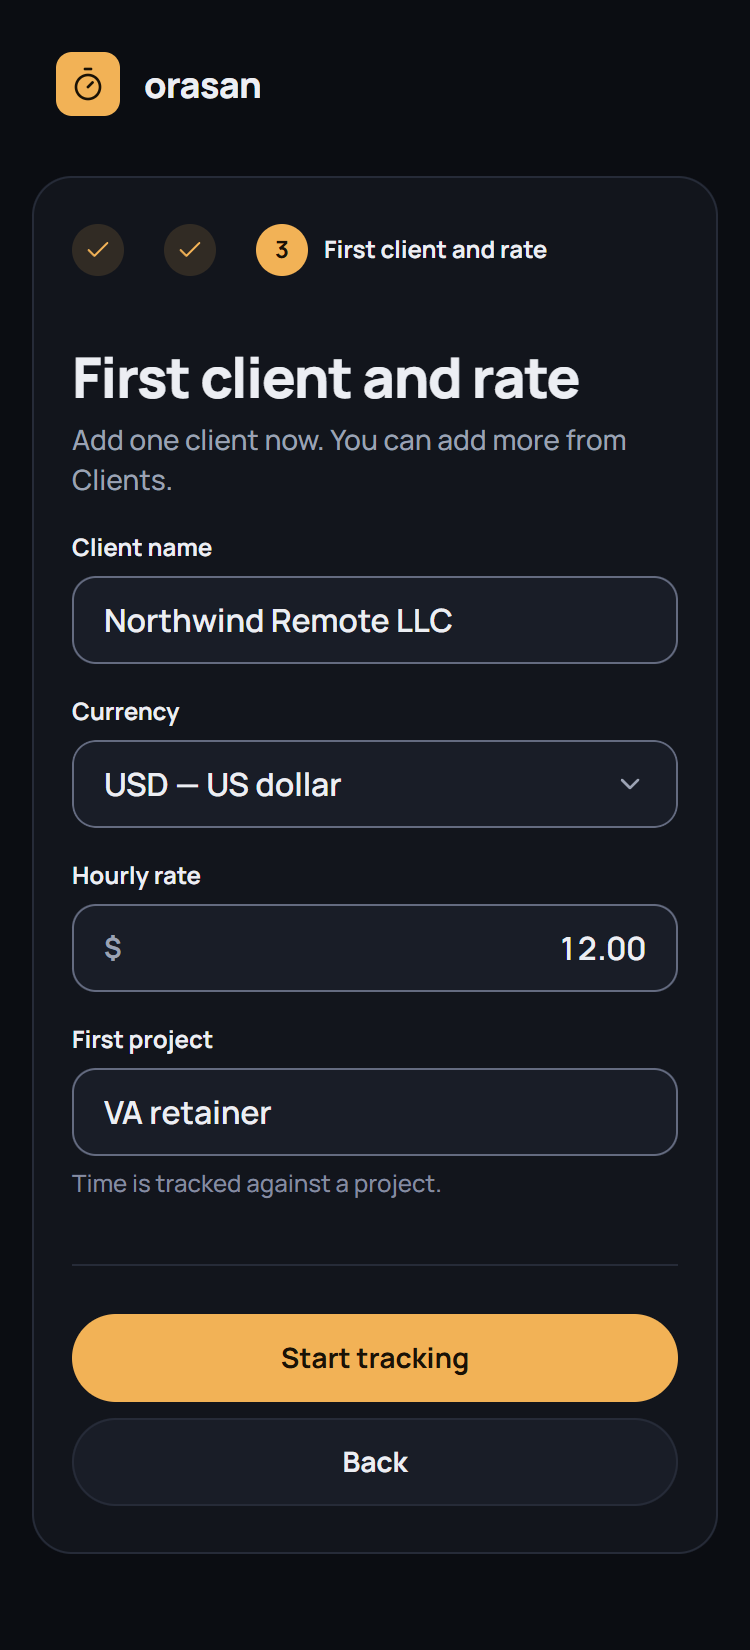 orasan
3 First client and rate
First client and rate
Add one client now. You can add more from
Clients.
Client name
Northwind Remote LLC
Currency
USD — US dollar
Hourly rate
$ 12.00
First project
VA retainer
Time is tracked against a project.
Start tracking
Back